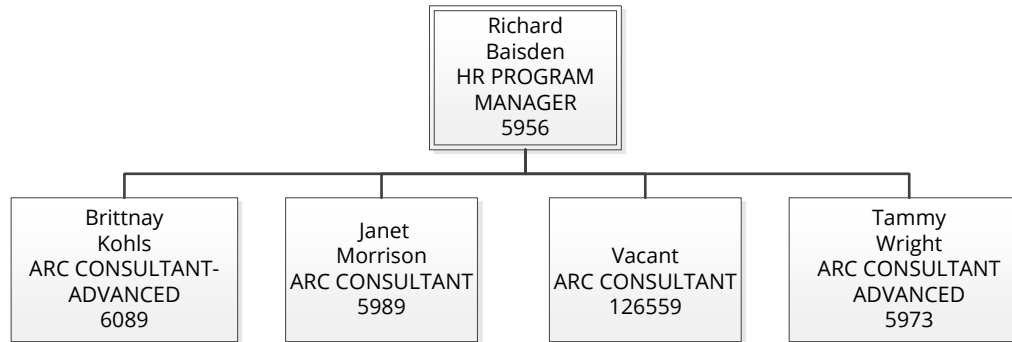 Richard
Baisden
HR PROGRAM
MANAGER
5956
Brittnay
Kohls
ARC CONSULTANT-
ADVANCED
6089
Janet
Morrison
ARC CONSULTANT
5989
Vacant
ARC CONSULTANT
126559
Tammy
Wright
ARC CONSULTANT
ADVANCED
5973